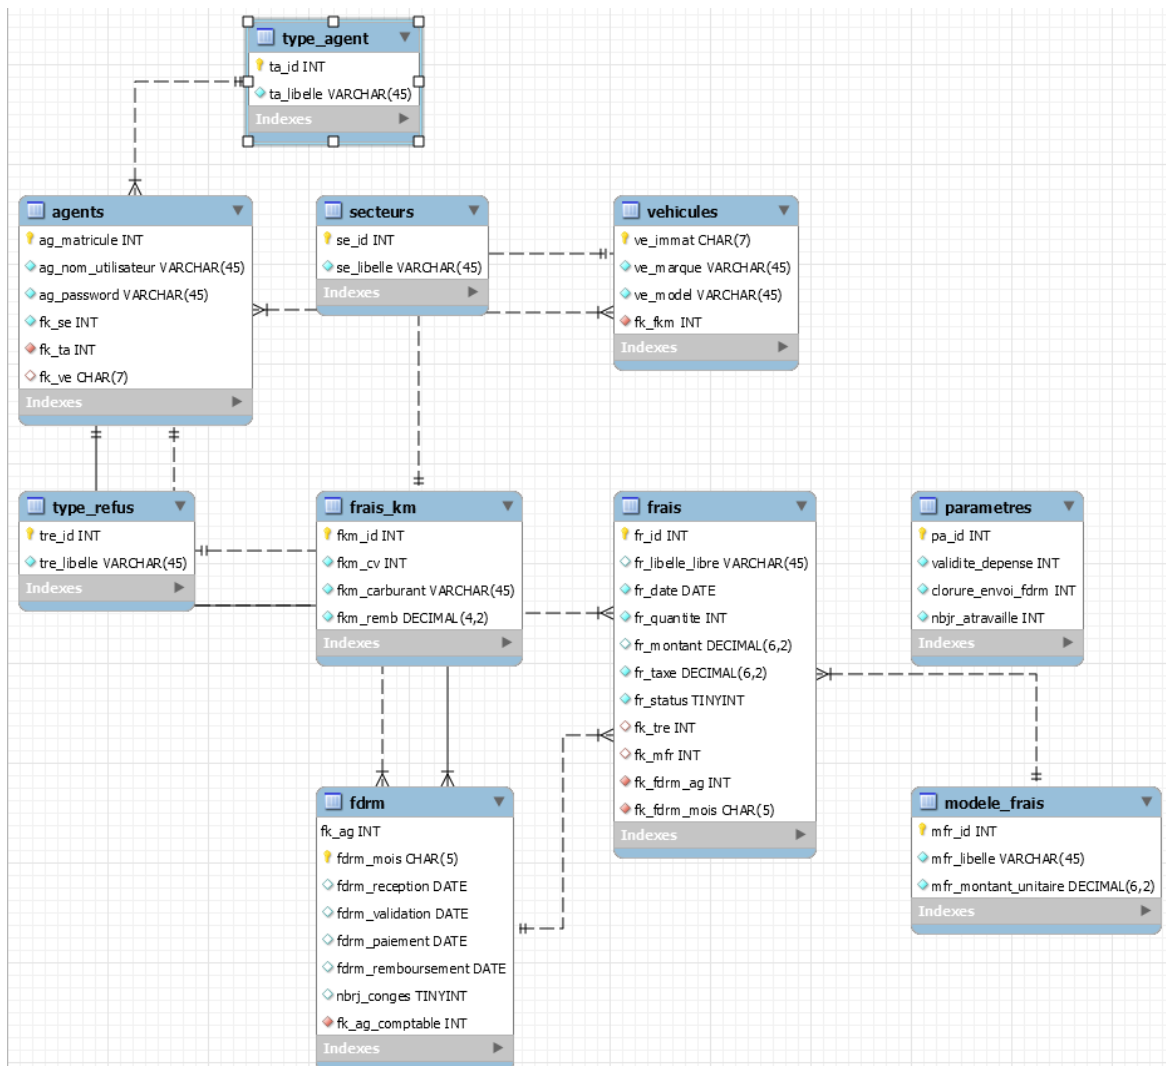 type_agent
ta_id INT
ta_libelle VARCHAR(45)
Indexes
agents
ag_matricule INT
ag_nom_utilisateur VARCHAR(45)
ag_password VARCHAR(45)
fk_se INT
fk_ta INT
fk_ve CHAR(7)
Indexes
secteurs
se_id INT
se_libelle VARCHAR(45)
Indexes
vehicules
ve_immat CHAR(7)
ve_marque VARCHAR(45)
ve_model VARCHAR(45)
fk_fkm INT
Indexes
type_refus
tre_id INT
tre_libelle VARCHAR(45)
Indexes
frais_km
fkm_id INT
fkm_cv INT
fkm_carburant VARCHAR(45)
fkm_remb DECIMAL(4,2)
Indexes
frais
fr_id INT
fr_libelle_libre VARCHAR(45)
fr_date DATE
fr_quantite INT
fr_montant DECIMAL(6,2)
fr_taxe DECIMAL(6,2)
fr_status TINYINT
fk_tre INT
fk_mfr INT
fk_fdrm_ag INT
fk_fdrm_mois CHAR(5)
Indexes
parametres
pa_id INT
validite_depense INT
clorure_envoi_fdrm INT
nbjr_atravaille INT
Indexes
fdrm
fk_ag INT
fdrm_mois CHAR(5)
fdrm_reception DATE
fdrm_validation DATE
fdrm_paiement DATE
fdrm_remboursement DATE
nbrj_conges TINYINT
fk_ag_comptable INT
Indexes
modele_frais
mfr_id INT
mfr_libelle VARCHAR(45)
mfr_montant_unitaire DECIMAL(6,2)
Indexes